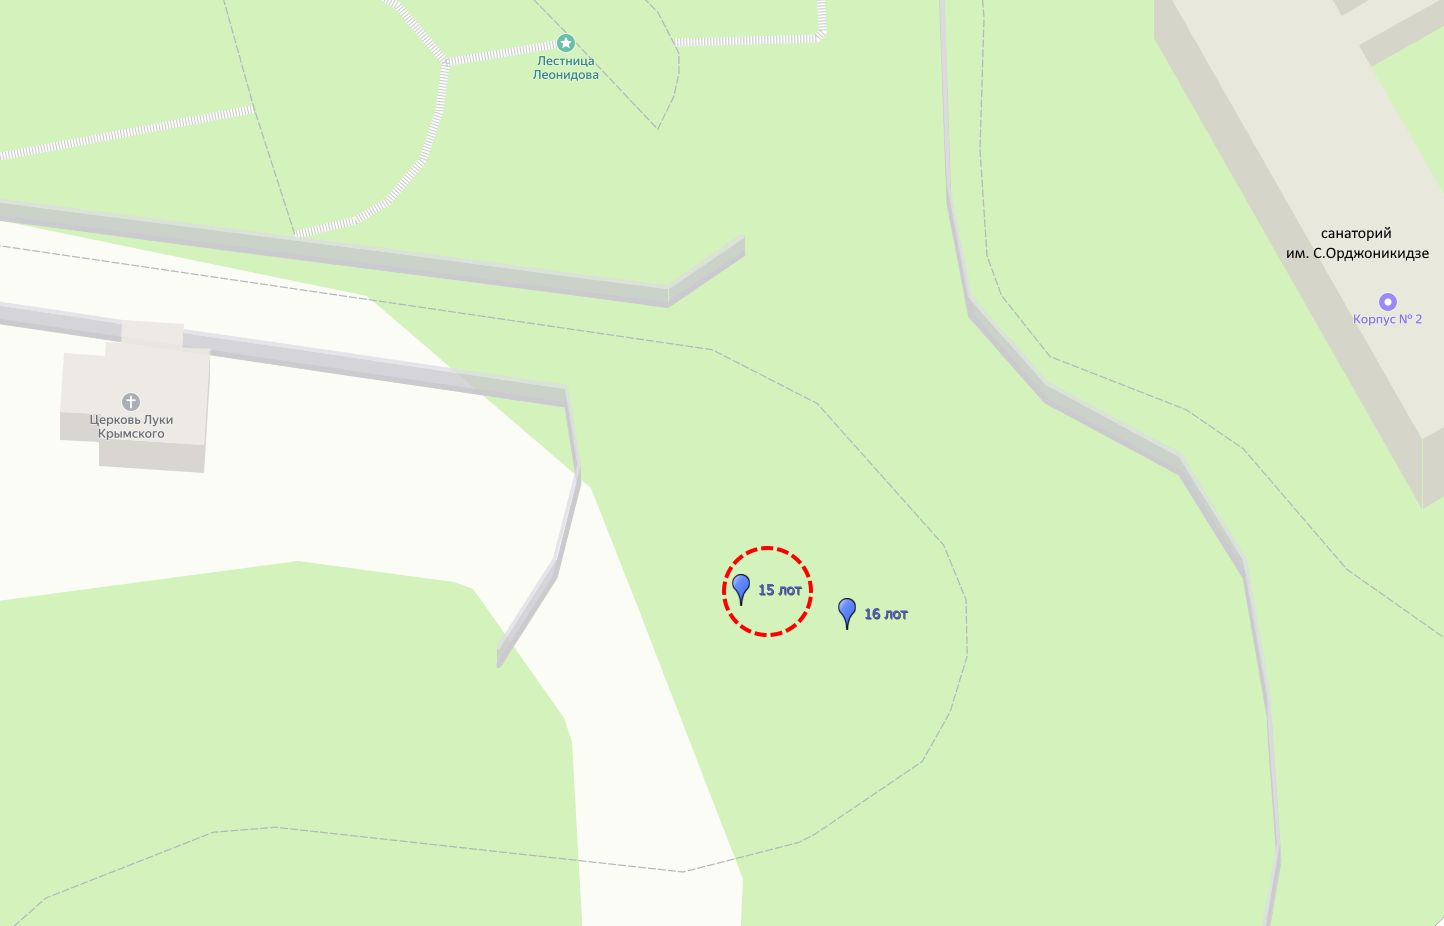 Лестница
Леонидова
санаторий
им. С.Орджоникидзе
Корпус № 2
Церковь Луки
Крымского
15 лот
16 лот